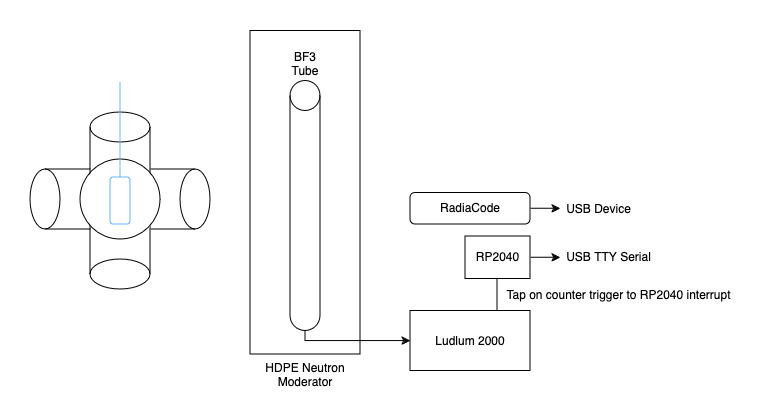 BF3
Tube
RadiaCode
USB Device
RP2040
USB TTY Serial
Tap on counter trigger to RP2040 interrupt
Ludlum 2000
HDPE Neutron
Moderator